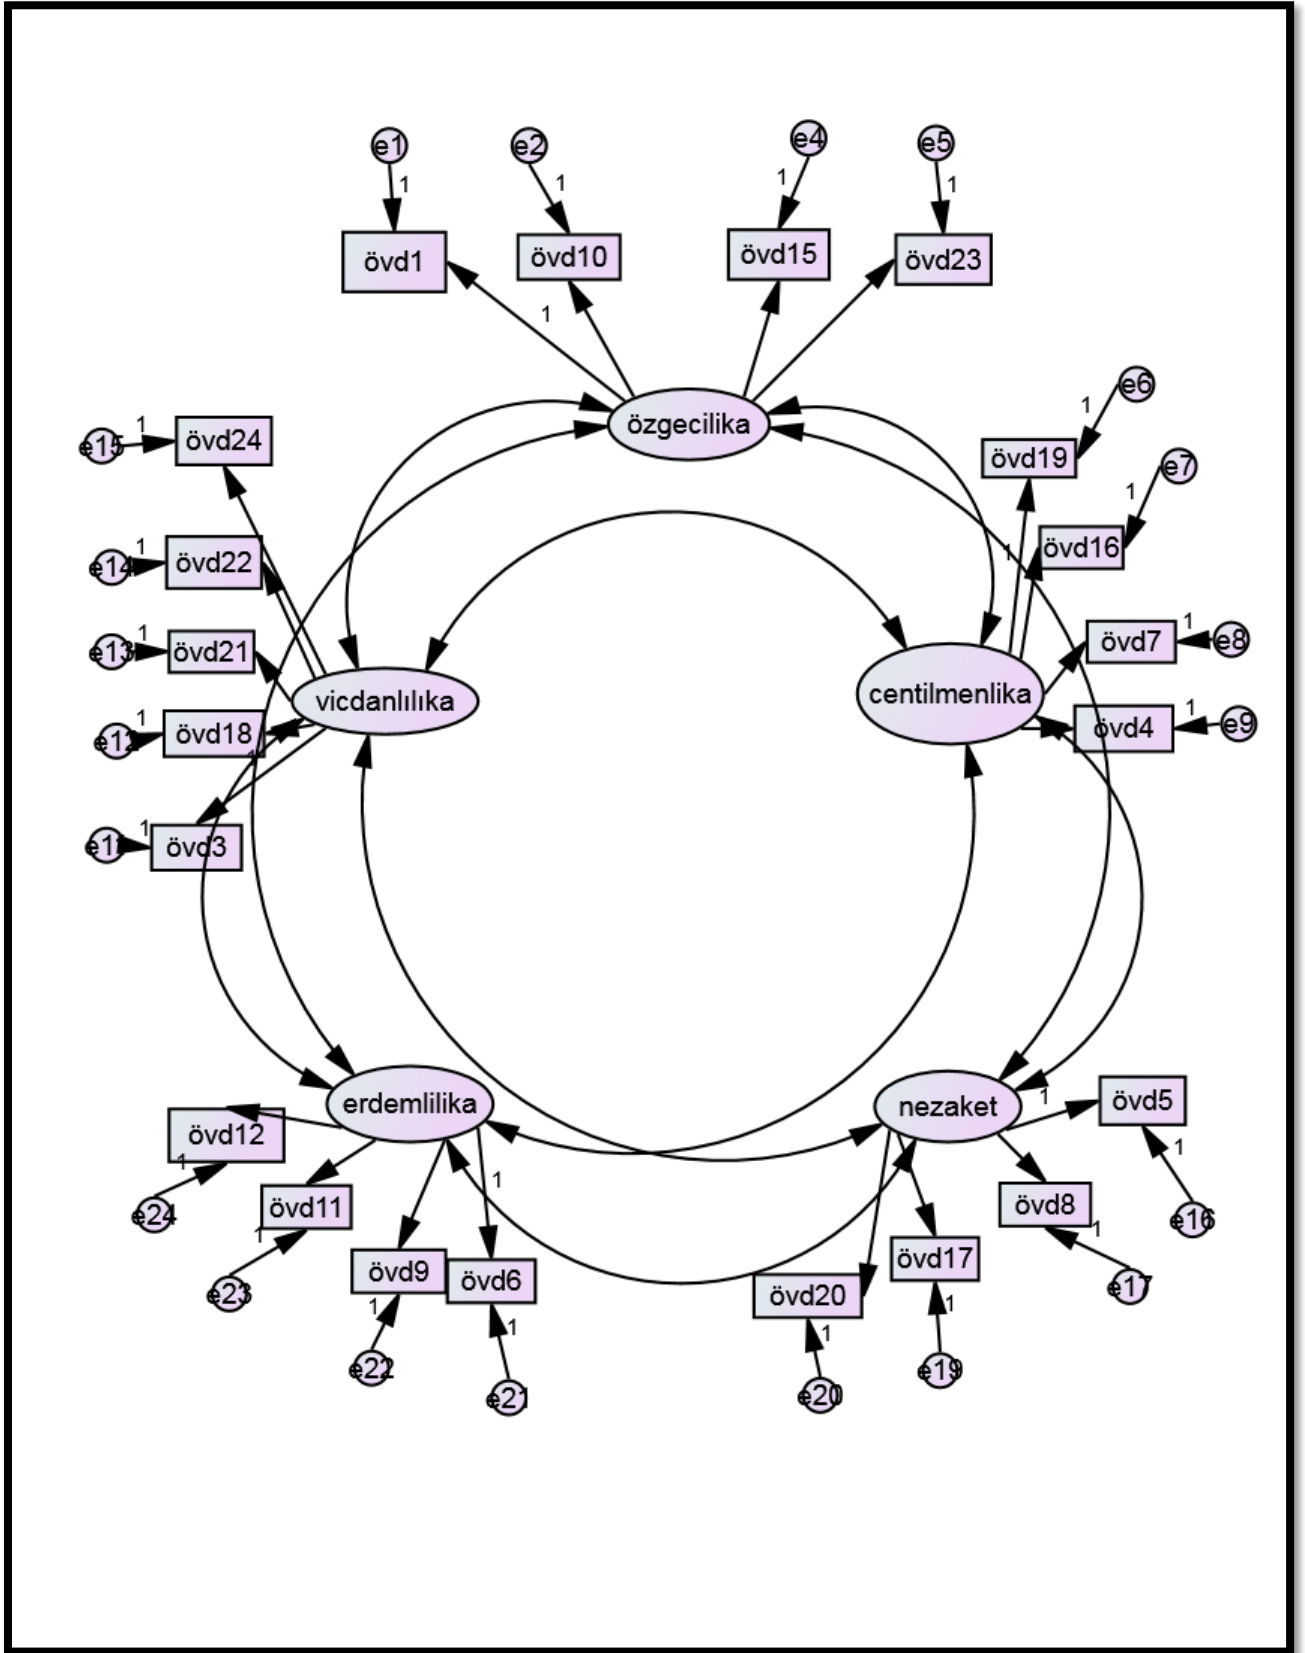 e1
e2
e4
e5
1
1
1
1
övd1
övd10
övd15
övd23
1
özgecilika
e6
1
övd19
e7
1
övd16
1
övd7
1
e8
övd4
1
e9
centilmenlika
e15
1
övd24
e14
1
övd22
e13
1
övd21
e12
1
övd18
1
e11
1
övd3
vicdanlılıka
erdemlilika
övd12
1
e24
övd11
1
e23
övd9
1
e22
1
övd6
1
e21
nezaket
1
övd5
1
e16
övd8
1
e17
övd17
1
e19
övd20
1
e20